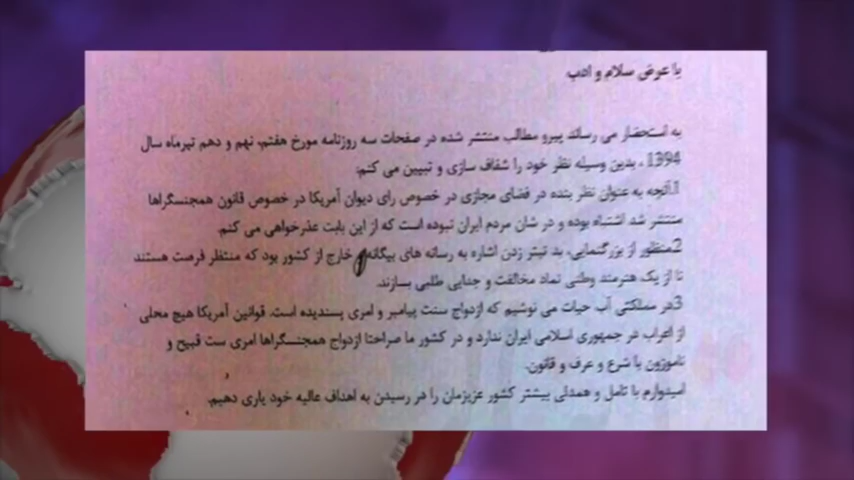 با عرض سلام و ادب
به استحضار می رساند پیرو مطالب منتشر شده در صفحات سه روزنامه مورخ هفتم، نهم و دهم تیرماه سال
1394 ، بدین وسیله نظر خود را شفاف سازی و تبیین می کنم:
1.آنچه به عنوان نظر بنده در فضای مجازی در خصوص رای دیوان آمریکا در خصوص قانون همجنسگراها
منتشر شد اشتباه بوده و در شان مردم ایران نبوده است که از این بابت عذرخواهی می کنم.
2.منظور از بزرگنمایی، بد تیتر زدن اشاره به رسانه های بیگانه و خارج از کشور بود که منتظر فرصت هستند
تا از یک هنرمند وطنی نماد مخالفت و جنایی طلبی بسازند.
3.در مملکتی آب حیات می نوشیم که ازدواج سنت پیامبر و امری پسندیده است. قوانین آمریکا هیچ محلی
از اعراب در جمهوری اسلامی ایران ندارد و در کشور ما صراحتا ازدواج همجنسگراها امری ست قبیح و
ناموزون با شرع و عرف و قانون.
امیدوارم با تامل و همدلی بیشتر کشور عزیزمان را در رسیدن به اهداف عالیه خود یاری دهیم.